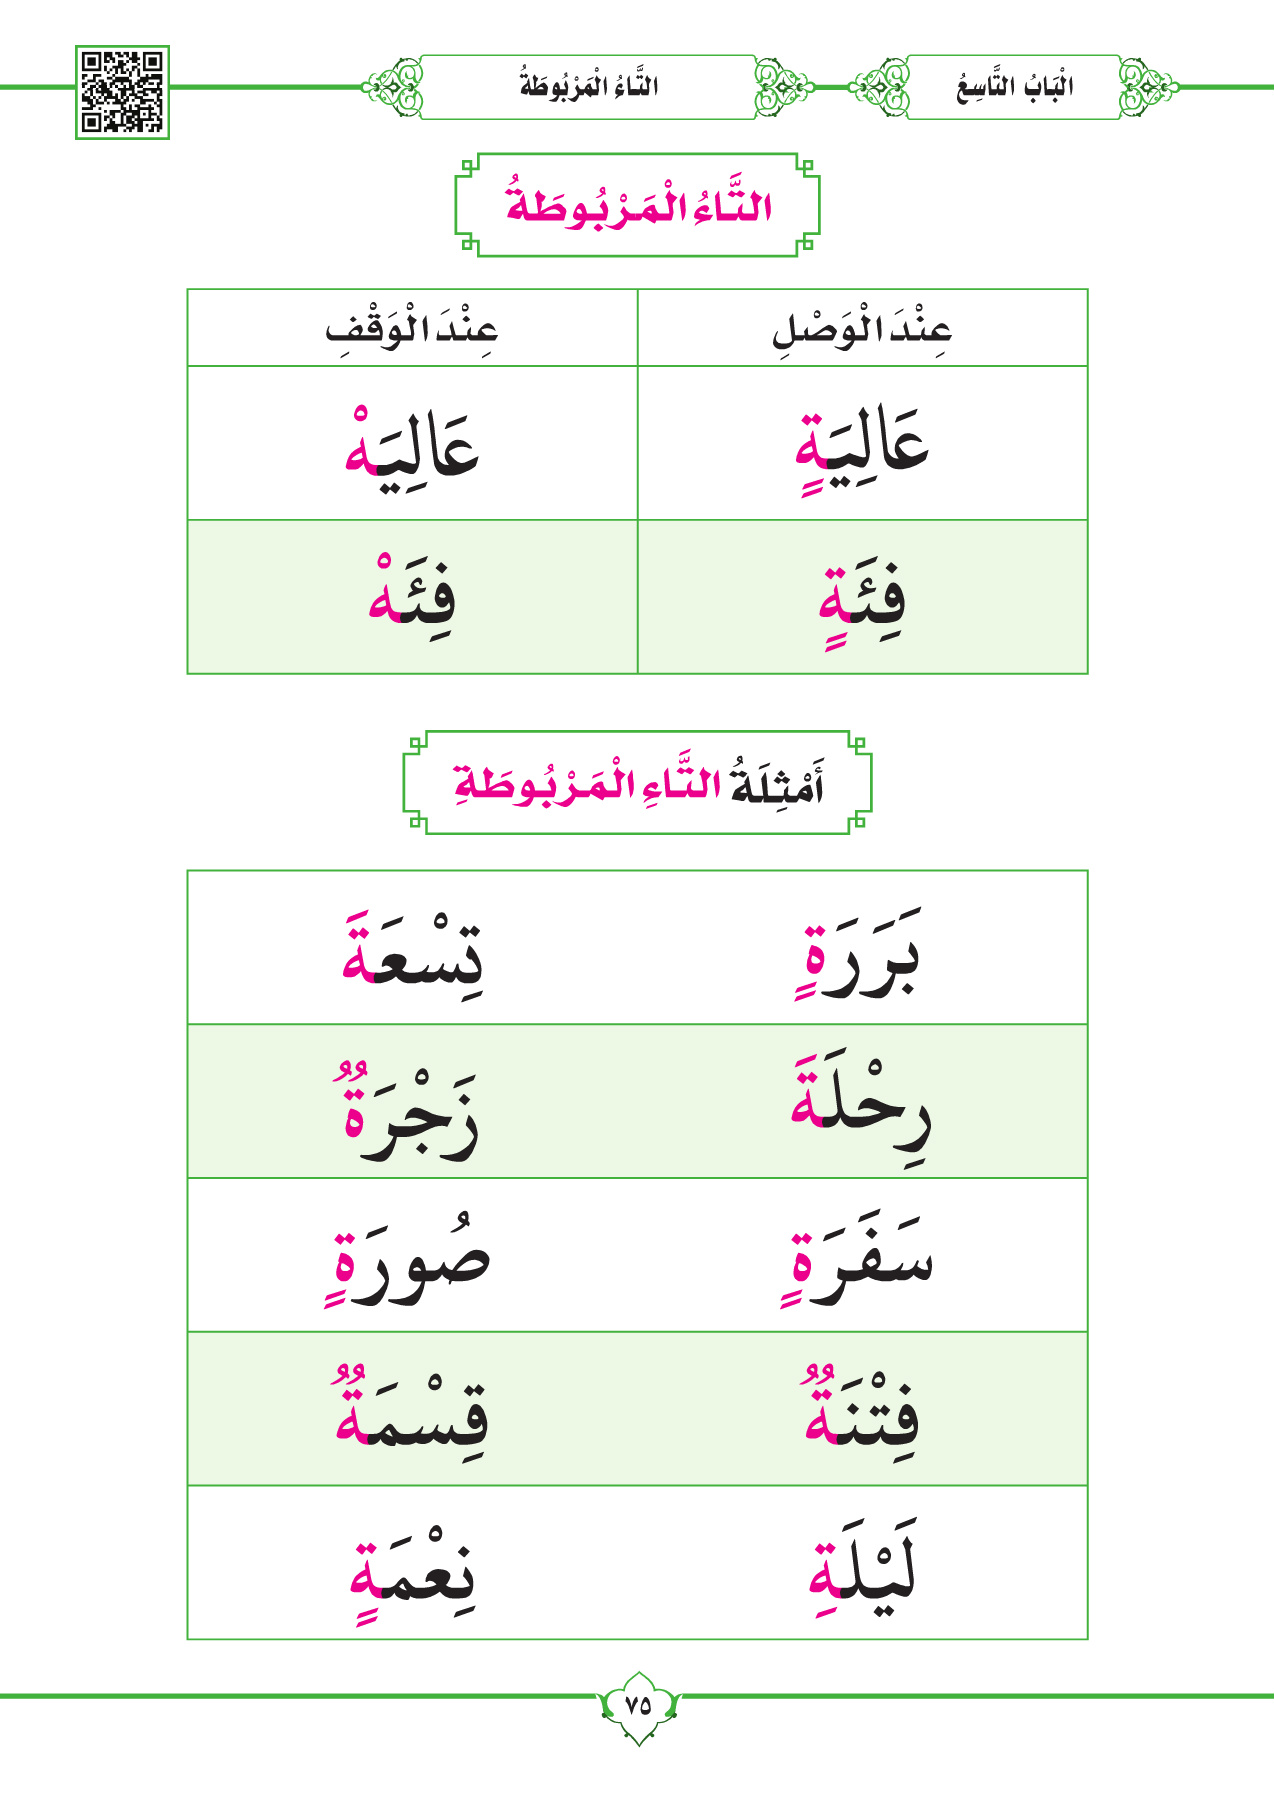 الْبَابُ التَّاسِعُ التَّاءُ الْمَرْبُوطَةُ
التَّاءُ الْمَرْبُوطَةُ
عِنْدَ الْوَصْلِ عِنْدَ الْوَقْفِ
عَالِيَةٍ عَالِيَهْ
فِئَةٍ فِئَهْ
أَمْثِلَةُ التَّاءِ الْمَرْبُوطَةِ
بَرَرَةٍ تِسْعَةَ
رِحْلَةَ زَجْرَةٌ
سَفَرَةٍ صُورَةٍ
فِتْنَةٌ قِسْمَةٌ
لَيْلَةِ نِعْمَةٍ
٧٥